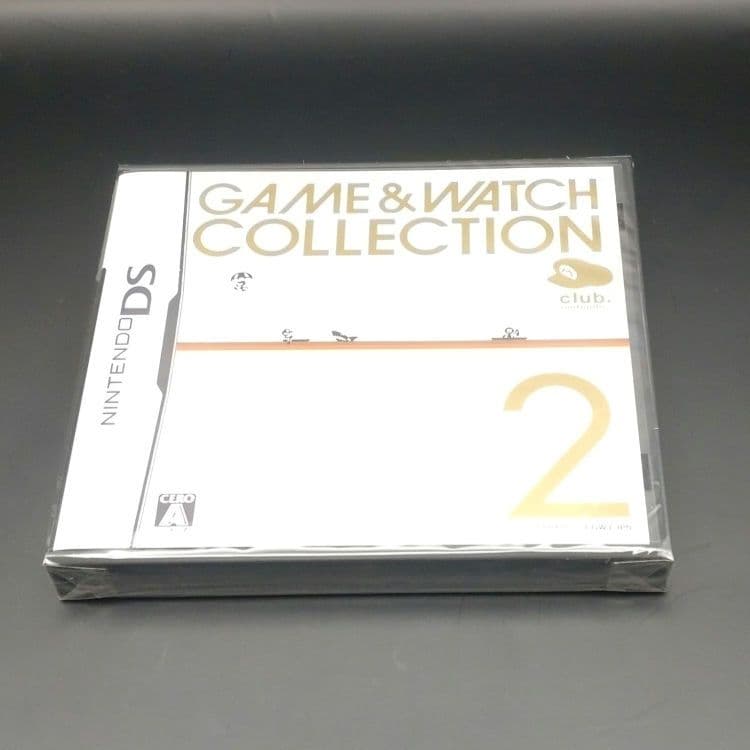 GAME & WATCH
COLLECTION
club.
NINTENDO DS
2
CERO
A